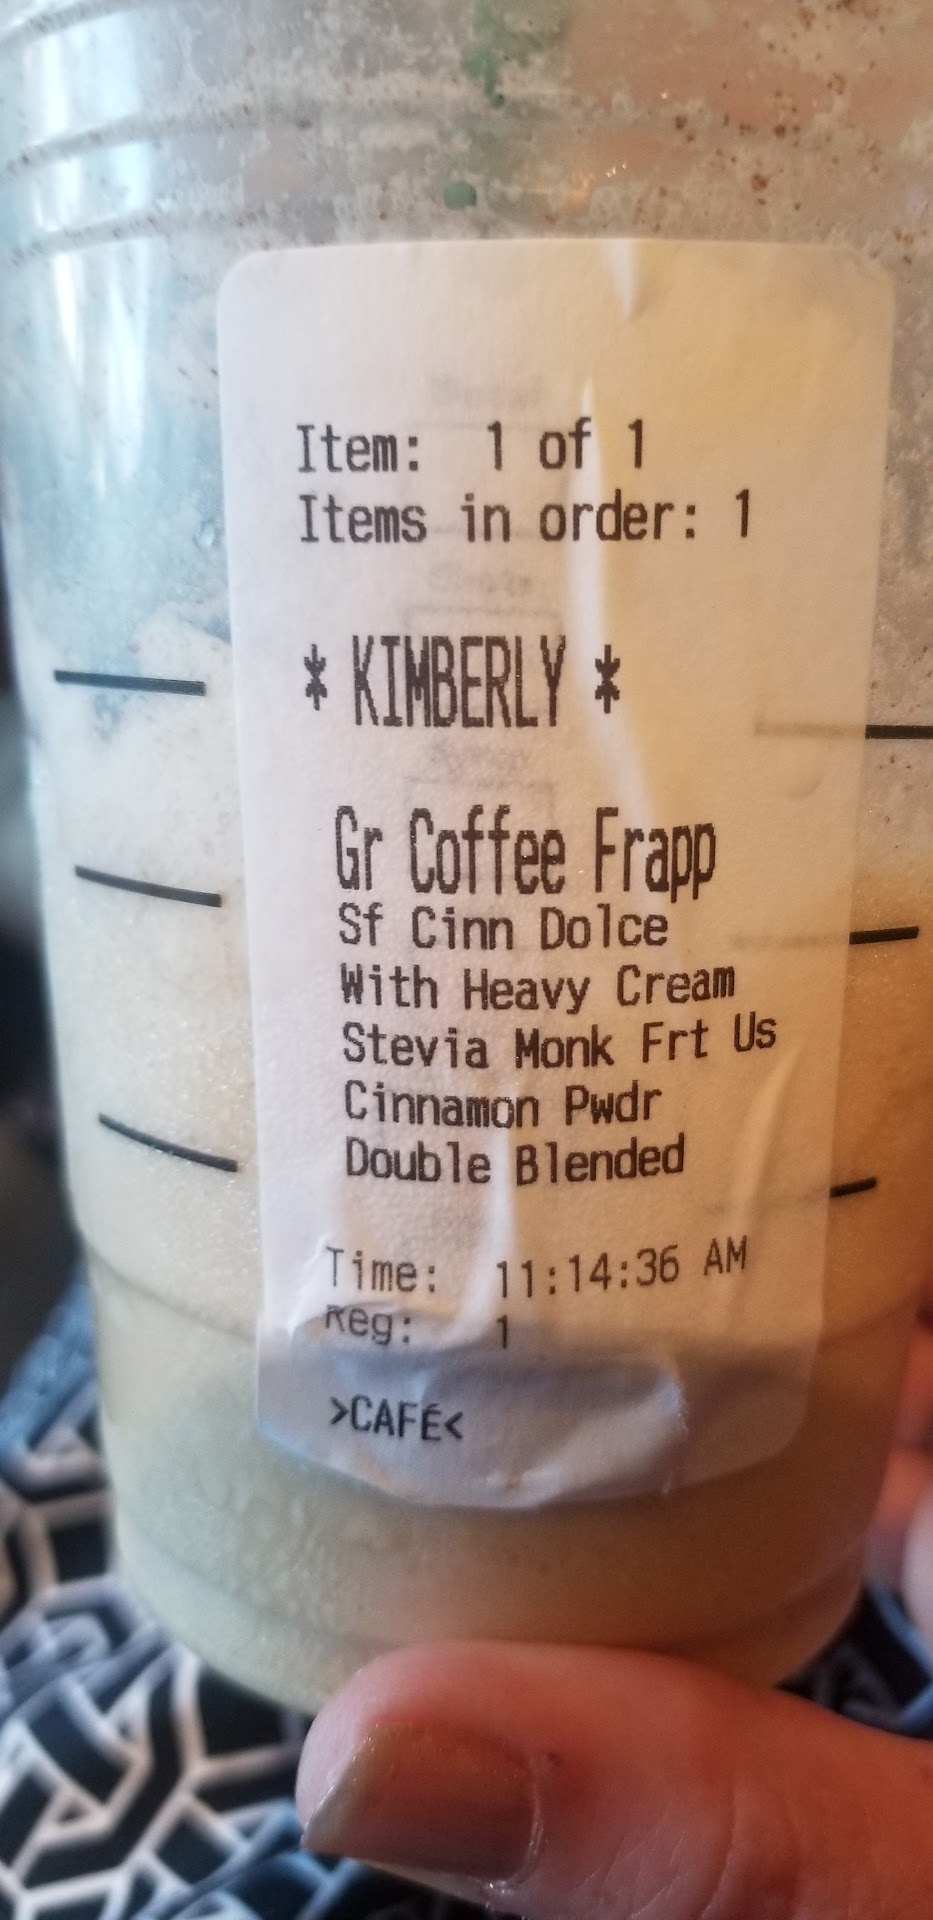 Item: 1 of 1
Items in order: 1
* KIMBERLY *
Gr Coffee Frapp
Sf Cinn Dolce
With Heavy Cream
Stevia Monk Frt Us
Cinnamon Pwdr
Double Blended
Time: 11:14:36 AM
Reg: 1
>CAFÉ<